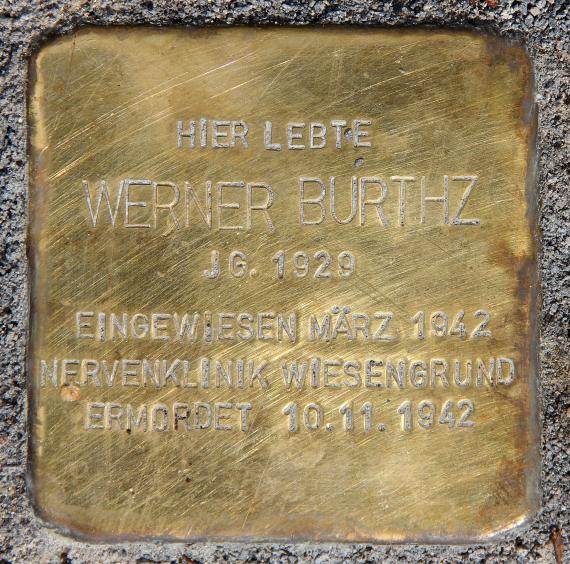 HIER LEBTE
WERNER BURTHZ
JG. 1929
EINGEWIESEN MÄRZ 1942
NERVENKLINIK WIESENGRUND
ERMORDET 10.11.1942